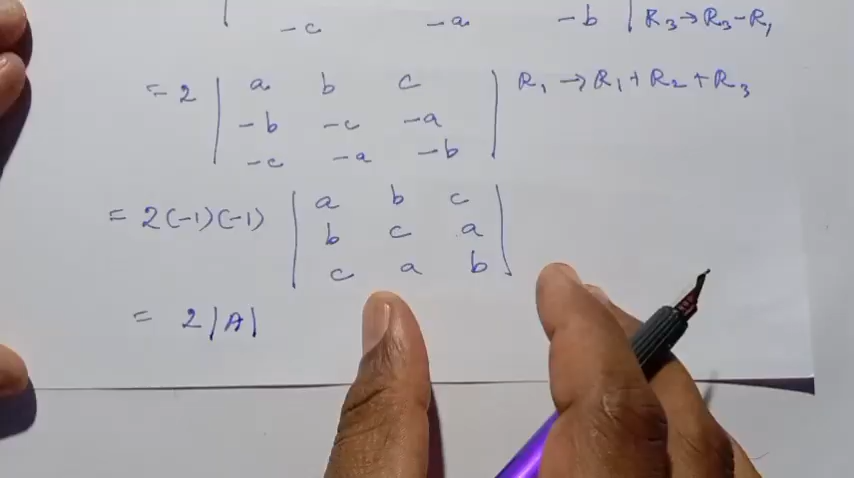 -c -a -b | R₃→R₃-R₁
= 2 | a b c | R₁ → R₁ + R₂ + R₃
-b -c -a
-c -a -b
= 2(-1)(-1) | a b c |
b c a
c a b
= 2|A|